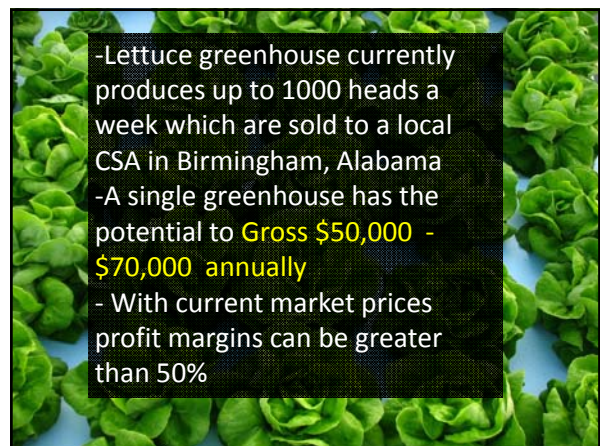 -Lettuce greenhouse currently
produces up to 1000 heads a
week which are sold to a local
CSA in Birmingham, Alabama
-A single greenhouse has the
potential to Gross $50,000  -
$70,000  annually
- With current market prices
profit margins can be greater
than 50%